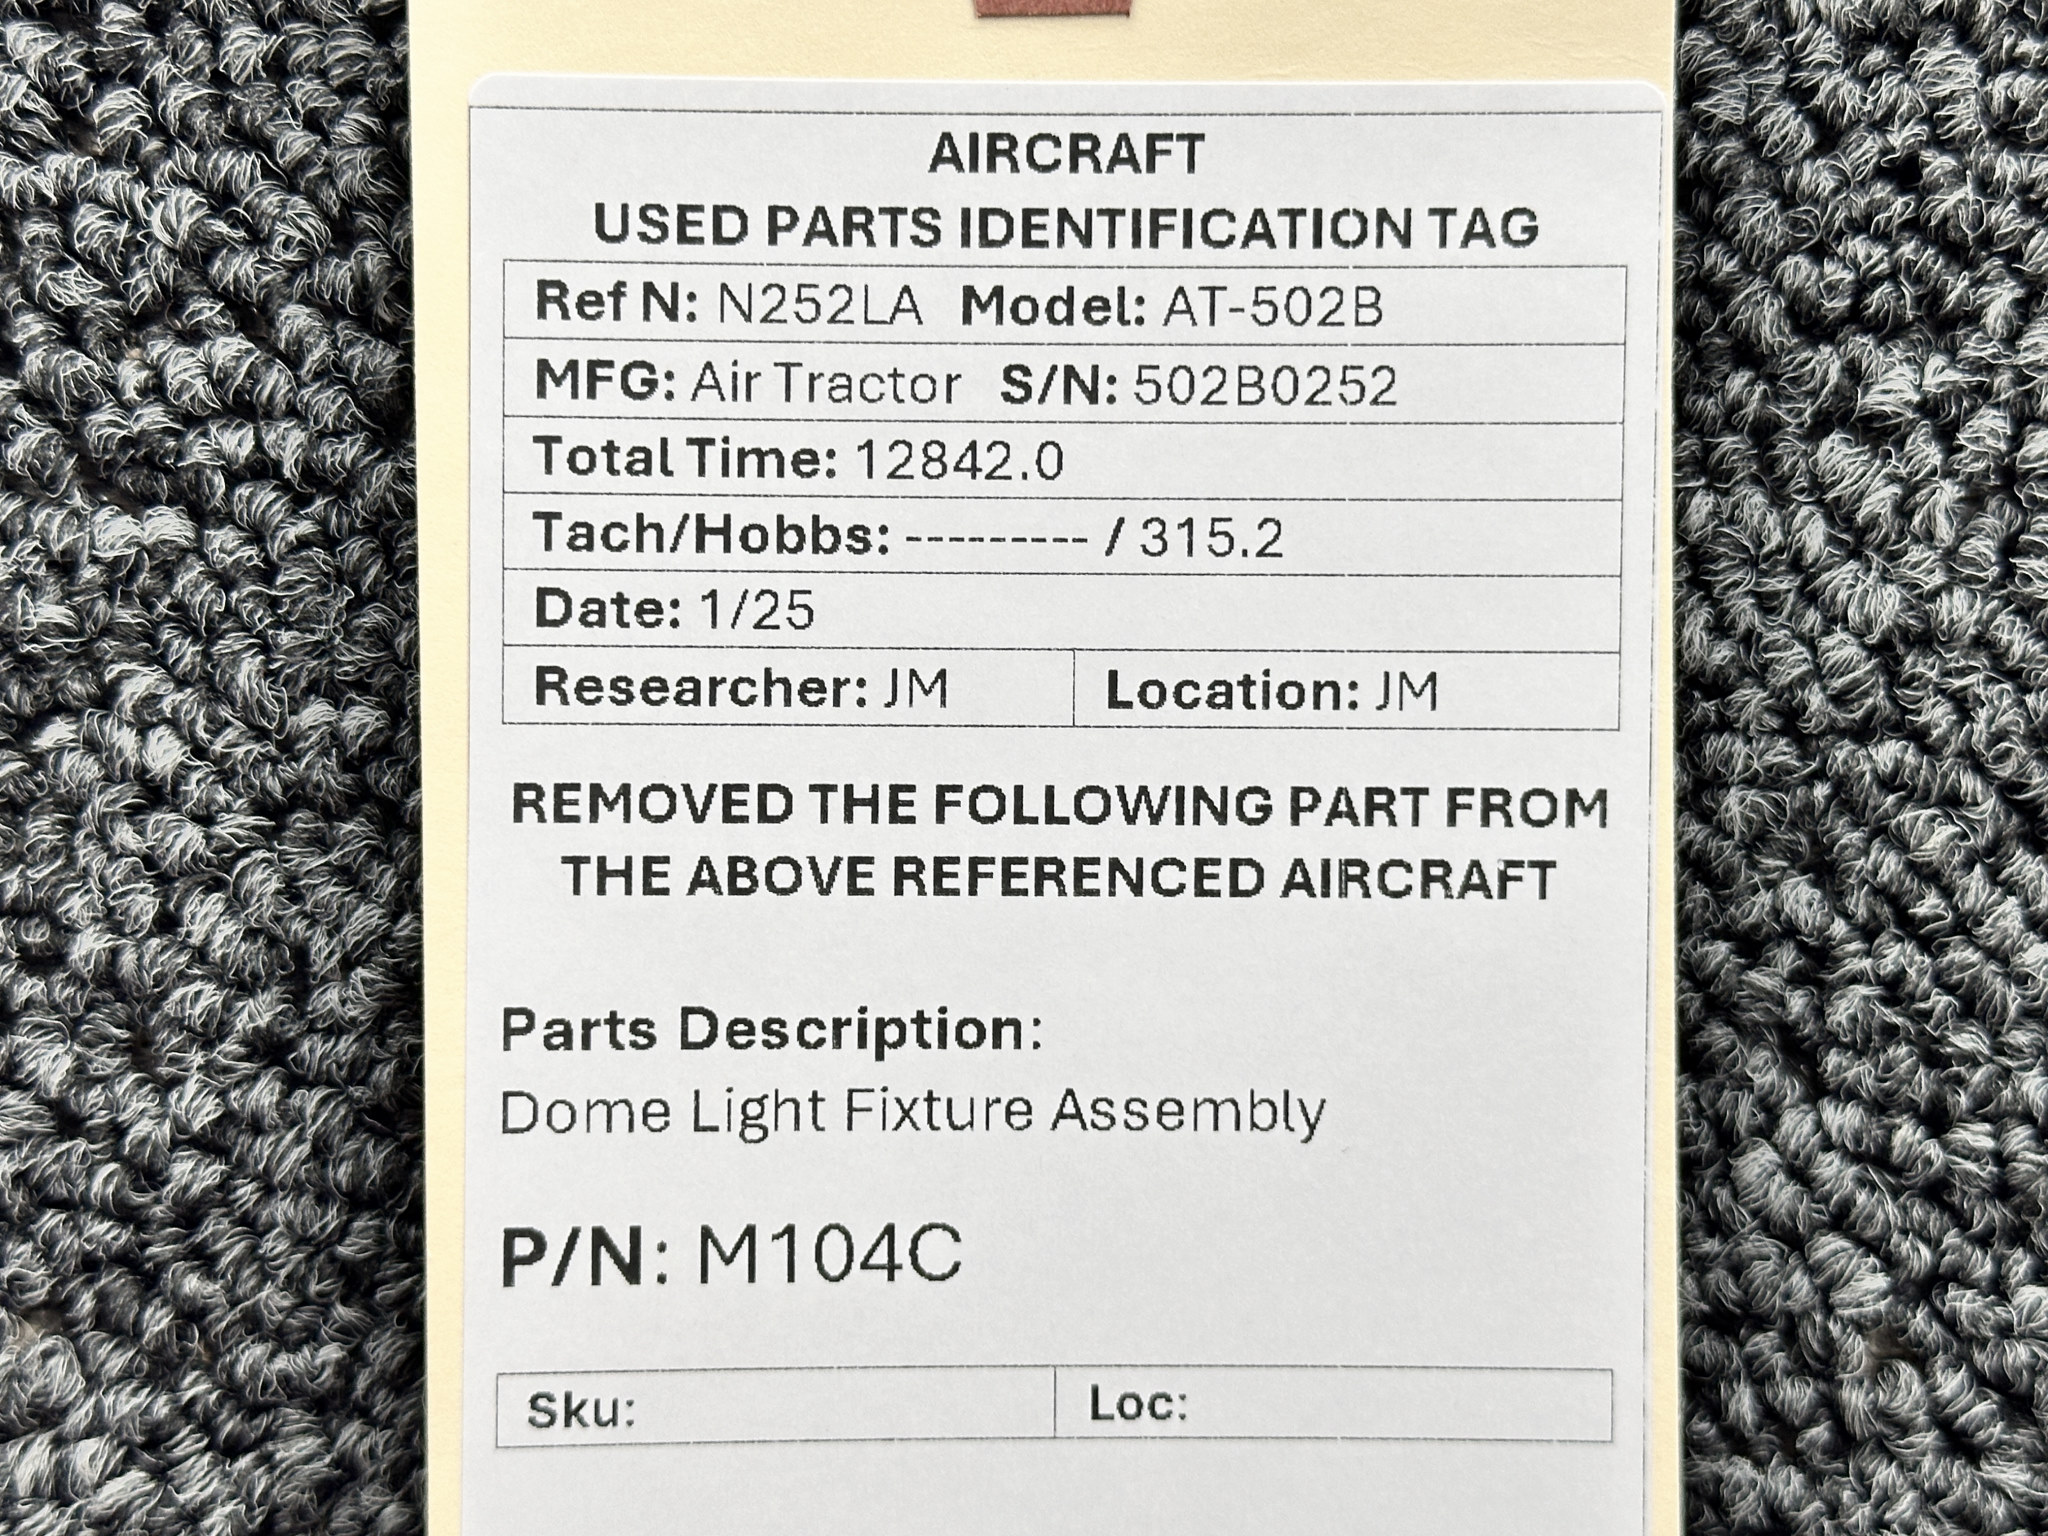 AIRCRAFT
USED PARTS IDENTIFICATION TAG
Ref N: N252LA Model: AT-502B
MFG: Air Tractor S/N: 502B0252
Total Time: 12842.0
Tach/Hobbs: --------- / 315.2
Date: 1/25
Researcher: JM Location: JM
REMOVED THE FOLLOWING PART FROM
THE ABOVE REFERENCED AIRCRAFT
Parts Description:
Dome Light Fixture Assembly
P/N: M104C
Sku: Loc: